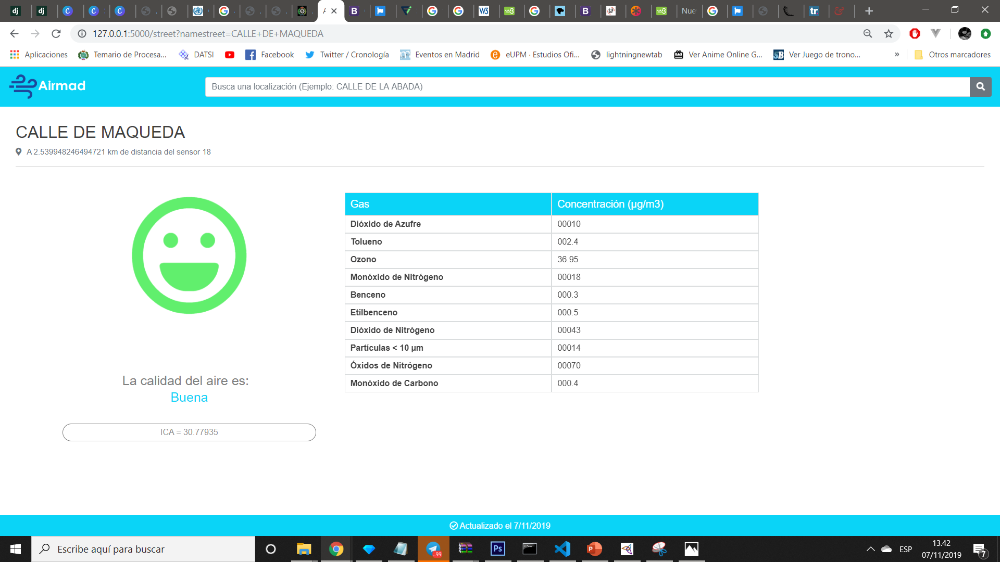 Nue
127.0.0.1:5000/street?namestreet=CALLE+DE+MAQUEDA
Aplicaciones
Temario de Procesa...
DATSI
Facebook
Twitter / Cronología
Eventos en Madrid
eUPM · Estudios Ofi...
lightningnewtab
Ver Anime Online G...
Ver Juego de trono...
»
Otros marcadores
Airmad
Busca una localización (Ejemplo: CALLE DE LA ABADA)
CALLE DE MAQUEDA
A 2.539948246494721 km de distancia del sensor 18
Gas Concentración (µg/m3)
Dióxido de Azufre 00010
Tolueno 002.4
Ozono 36.95
Monóxido de Nitrógeno 00018
Benceno 000.3
Etilbenceno 000.5
Dióxido de Nitrógeno 00043
Partículas < 10 µm 00014
Óxidos de Nitrógeno 00070
Monóxido de Carbono 000.4
La calidad del aire es:
Buena
ICA = 30.77935
Actualizado el 7/11/2019
Escribe aquí para buscar
..99
Ps
ESP
13.42
07/11/2019
7